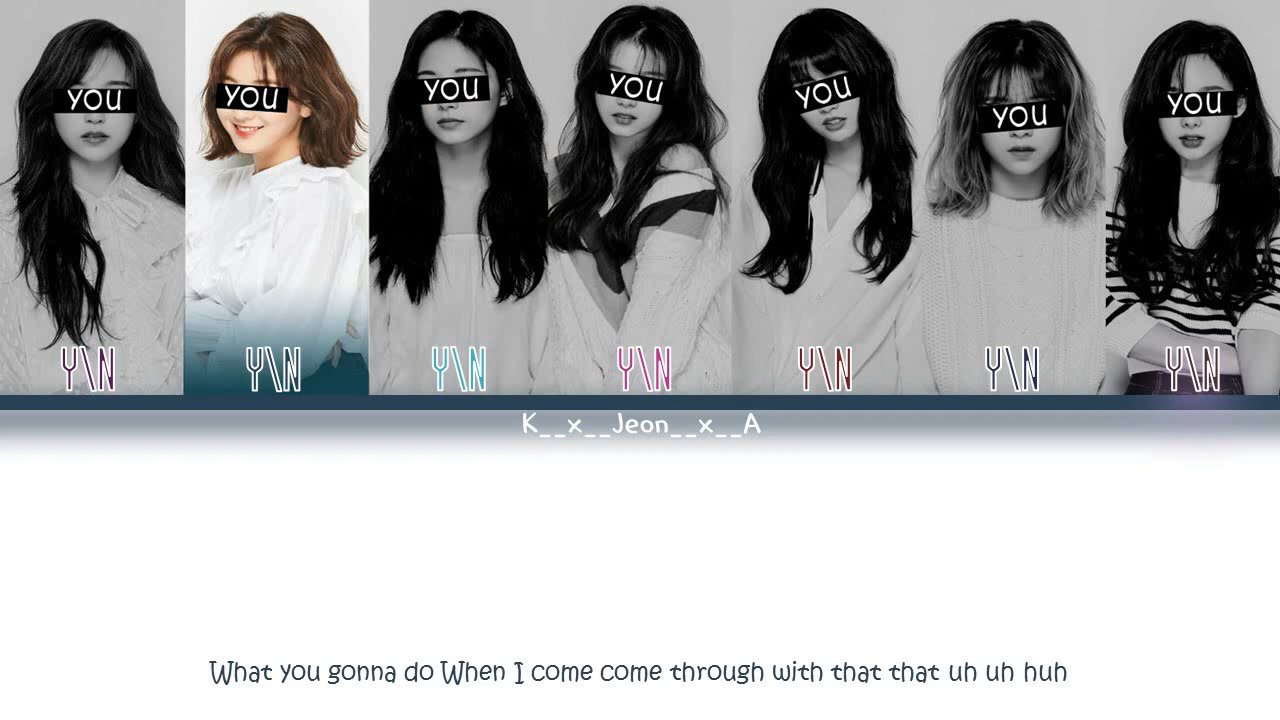 YOU YOU YOU YOU YOU YOU YOU
Y\N Y\N Y\N Y\N Y\N Y\N Y\N
K__x__Jeon__x__A
What you gonna do When I come come through with that that uh uh huh